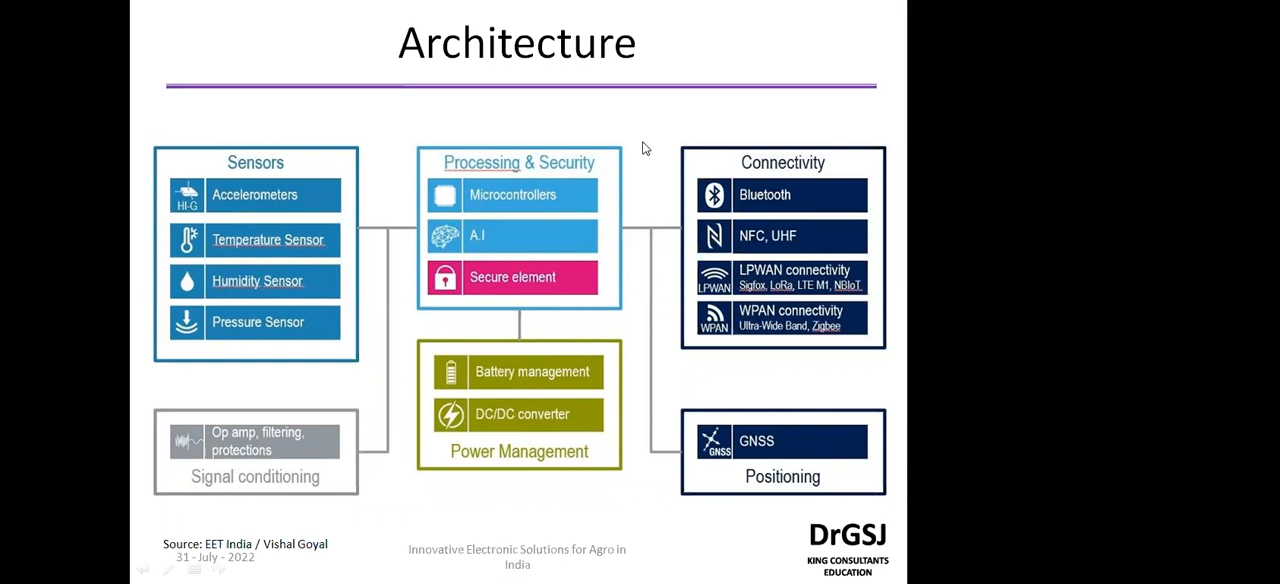 Architecture
Sensors
HI-G
Accelerometers
Temperature Sensor
Humidity Sensor
Pressure Sensor
Op amp, filtering,
protections
Signal conditioning
Processing & Security
Microcontrollers
A.I
Secure element
Battery management
DC/DC converter
Power Management
Connectivity
Bluetooth
NFC, UHF
LPWAN
LPWAN connectivity
Sigfox, LoRa, LTE M1, NBIoT
WPAN
WPAN connectivity
Ultra-Wide Band, Zigbee
GNSS
GNSS
Positioning
Source: EET India / Vishal Goyal
31 - July - 2022
Innovative Electronic Solutions for Agro in
India
DrGSJ
KING CONSULTANTS
EDUCATION